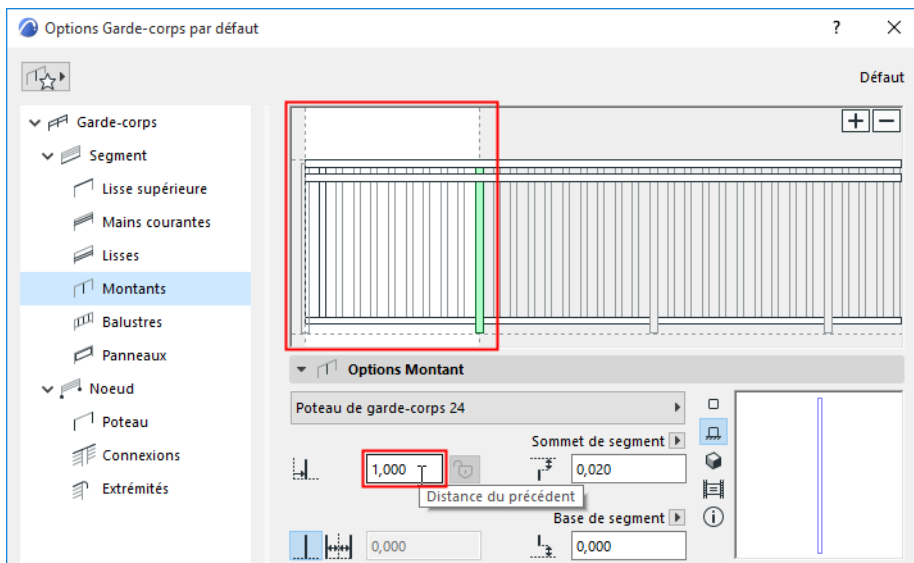 Options Garde-corps par défaut
?
Défaut
Garde-corps
Segment
Lisse supérieure
Mains courantes
Lisses
Montants
Balustres
Panneaux
Noeud
Poteau
Connexions
Extrémités
Options Montant
Poteau de garde-corps 24
Sommet de segment
1,000
0,020
Distance du précédent
Base de segment
0,000
0,000